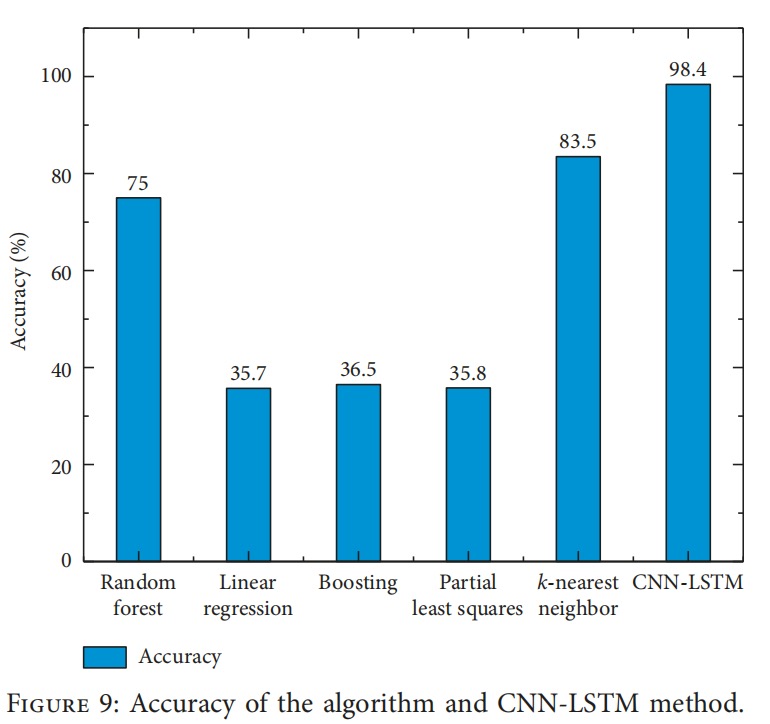 Accuracy (%)
100
80
60
40
20
0
75
35.7
36.5
35.8
83.5
98.4
Random forest
Linear regression
Boosting
Partial least squares
k-nearest neighbor
CNN-LSTM
Accuracy
FIGURE 9: Accuracy of the algorithm and CNN-LSTM method.